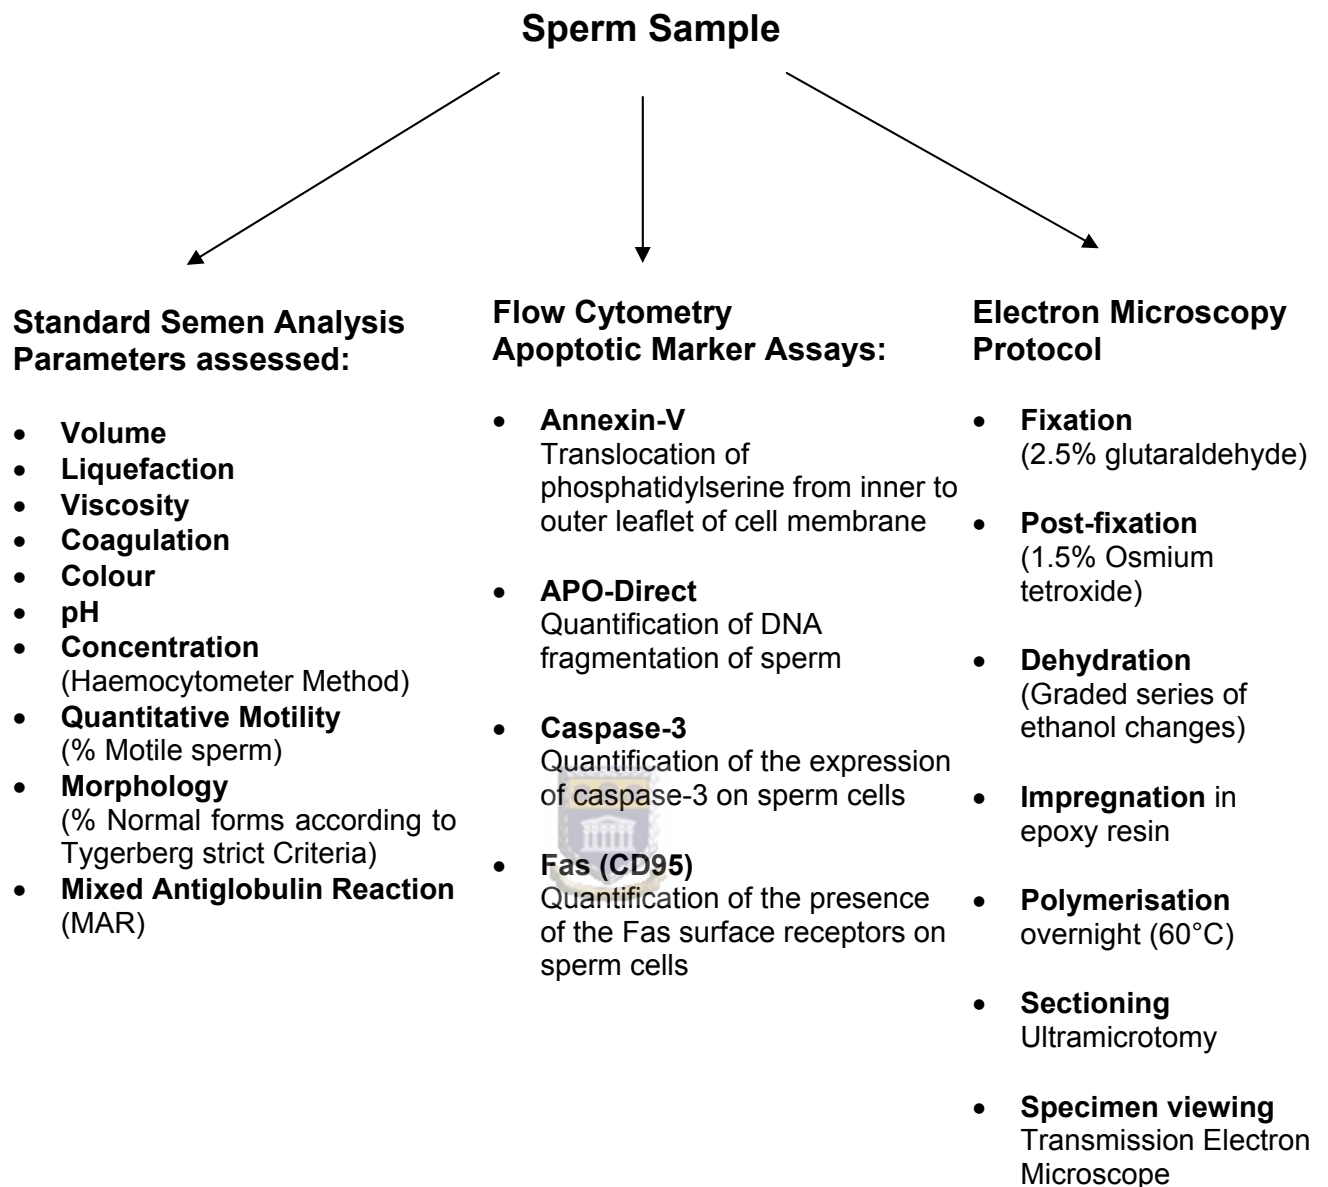 Sperm Sample
Standard Semen Analysis
Parameters assessed:
• Volume
• Liquefaction
• Viscosity
• Coagulation
• Colour
• pH
• Concentration
(Haemocytometer Method)
• Quantitative Motility
(% Motile sperm)
• Morphology
(% Normal forms according to
Tygerberg strict Criteria)
• Mixed Antiglobulin Reaction
(MAR)
Flow Cytometry
Apoptotic Marker Assays:
• Annexin-V
Translocation of
phosphatidylserine from inner to
outer leaflet of cell membrane
• APO-Direct
Quantification of DNA
fragmentation of sperm
• Caspase-3
Quantification of the expression
of caspase-3 on sperm cells
• Fas (CD95)
Quantification of the presence
of the Fas surface receptors on
sperm cells
Electron Microscopy
Protocol
• Fixation
(2.5% glutaraldehyde)
• Post-fixation
(1.5% Osmium
tetroxide)
• Dehydration
(Graded series of
ethanol changes)
• Impregnation in
epoxy resin
• Polymerisation
overnight (60°C)
• Sectioning
Ultramicrotomy
• Specimen viewing
Transmission Electron
Microscope